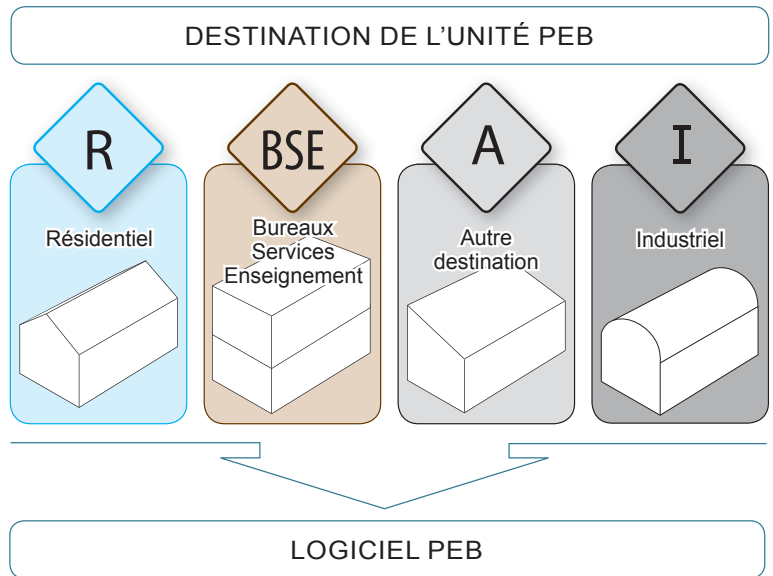 DESTINATION DE L’UNITÉ PEB
R
BSE
A
I
Résidentiel
Bureaux
Services
Enseignement
Autre
destination
Industriel
LOGICIEL PEB